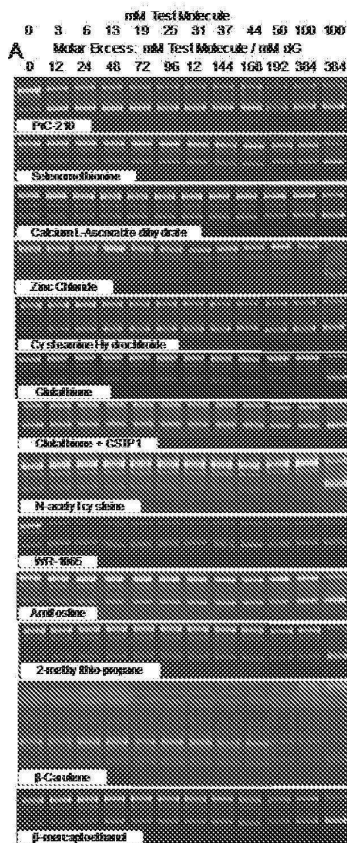 mM Test Molecule
0 3 6 13 19 25 31 37 44 50 100 100
A Molar Excess: mM Test Molecule / mM dG
0 12 24 48 72 96 12 144 168 192 384 384
PrC-210
Selenomethionine
Calcium L-Ascorbate dihydrate
Zinc Chloride
Cysteamine Hydrochloride
Glutathione
Glutathione + GSTP1
N-acetyl cysteine
WR-1065
Amifostine
2-methylthio-propane
β-Carotene
β-mercaptoethanol